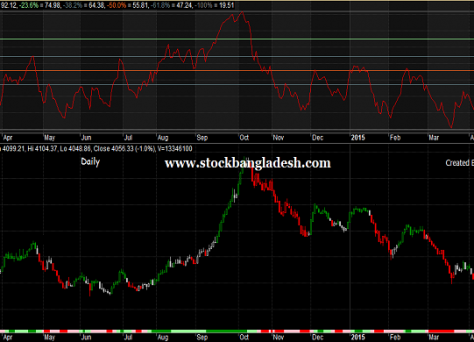 92.12, -23.6% = 74.98, -38.2% = 64.38, -50.0% = 55.81, -61.8% = 47.24, -100% = 19.51
Apr May Jun Jul Aug Sep Oct Nov Dec 2015 Feb Mar A
4099.21, Hi 4104.37, Lo 4048.86, Close 4056.33 (-1.0%), V=13346100
Daily www.stockbangladesh.com Created B
Apr May Jun Jul Aug Sep Oct Nov Dec 2015 Feb Mar A